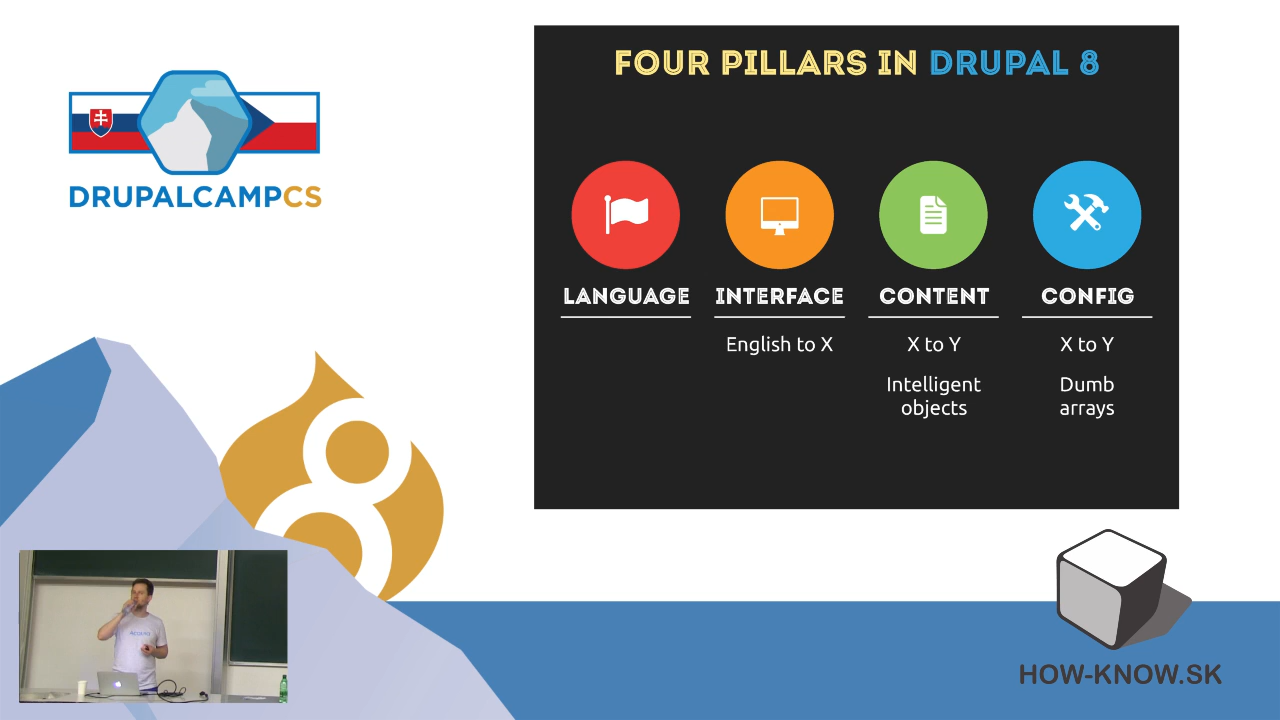 DRUPALCAMPCS
FOUR PILLARS IN DRUPAL 8
LANGUAGE
INTERFACE
English to X
CONTENT
X to Y
Intelligent
objects
CONFIG
X to Y
Dumb
arrays
HOW-KNOW.SK